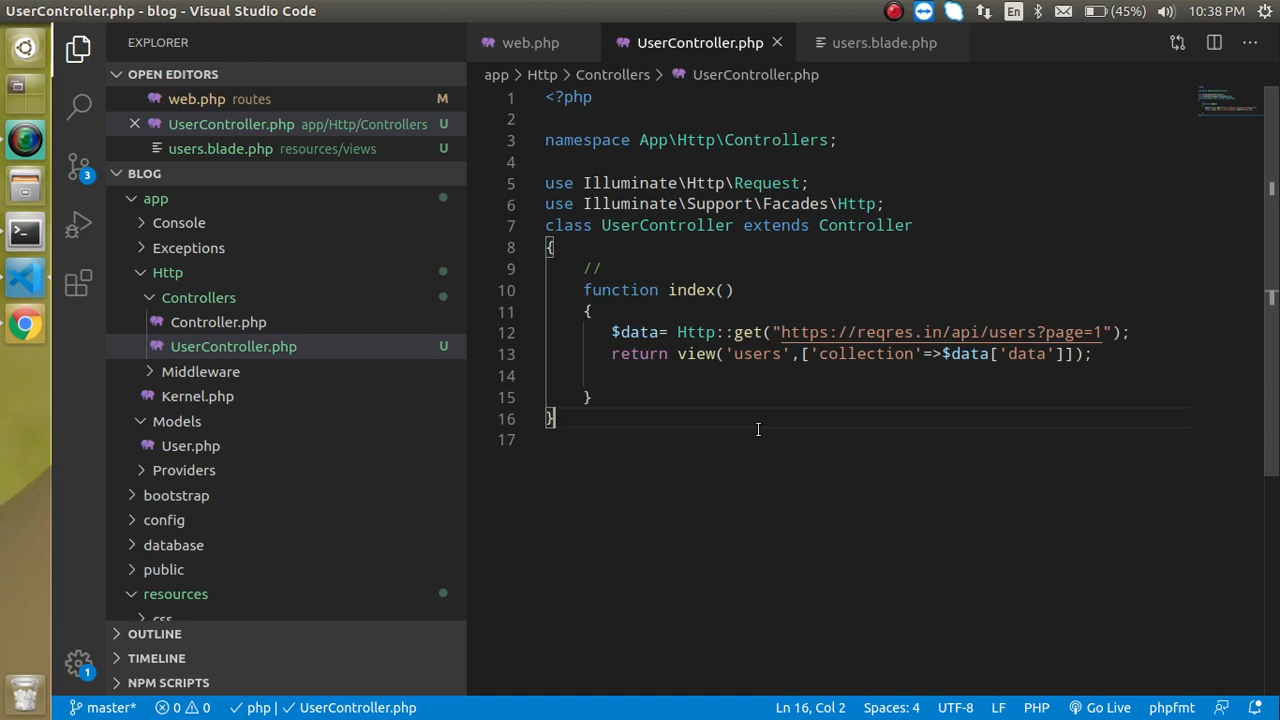 UserController.php - blog - Visual Studio Code
En
(45%)
10:38 PM
EXPLORER
OPEN EDITORS
web.php routes M
UserController.php app/Http/Controllers U
users.blade.php resources/views U
BLOG
app
Console
Exceptions
Http
Controllers
Controller.php
UserController.php U
Middleware
Kernel.php
Models
User.php
Providers
bootstrap
config
database
public
resources
css
OUTLINE
TIMELINE
NPM SCRIPTS
3
1
web.php
UserController.php
users.blade.php
app > Http > Controllers > UserController.php
1 <?php
2
3 namespace App\Http\Controllers;
4
5 use Illuminate\Http\Request;
6 use Illuminate\Support\Facades\Http;
7 class UserController extends Controller
8 {
9 //
10 function index()
11 {
12 $data= Http::get("https://reqres.in/api/users?page=1");
13 return view('users',['collection'=>$data['data']]);
14
15 }
16 }
17
master* 0 0 php | UserController.php Ln 16, Col 2 Spaces: 4 UTF-8 LF PHP Go Live phpfmt